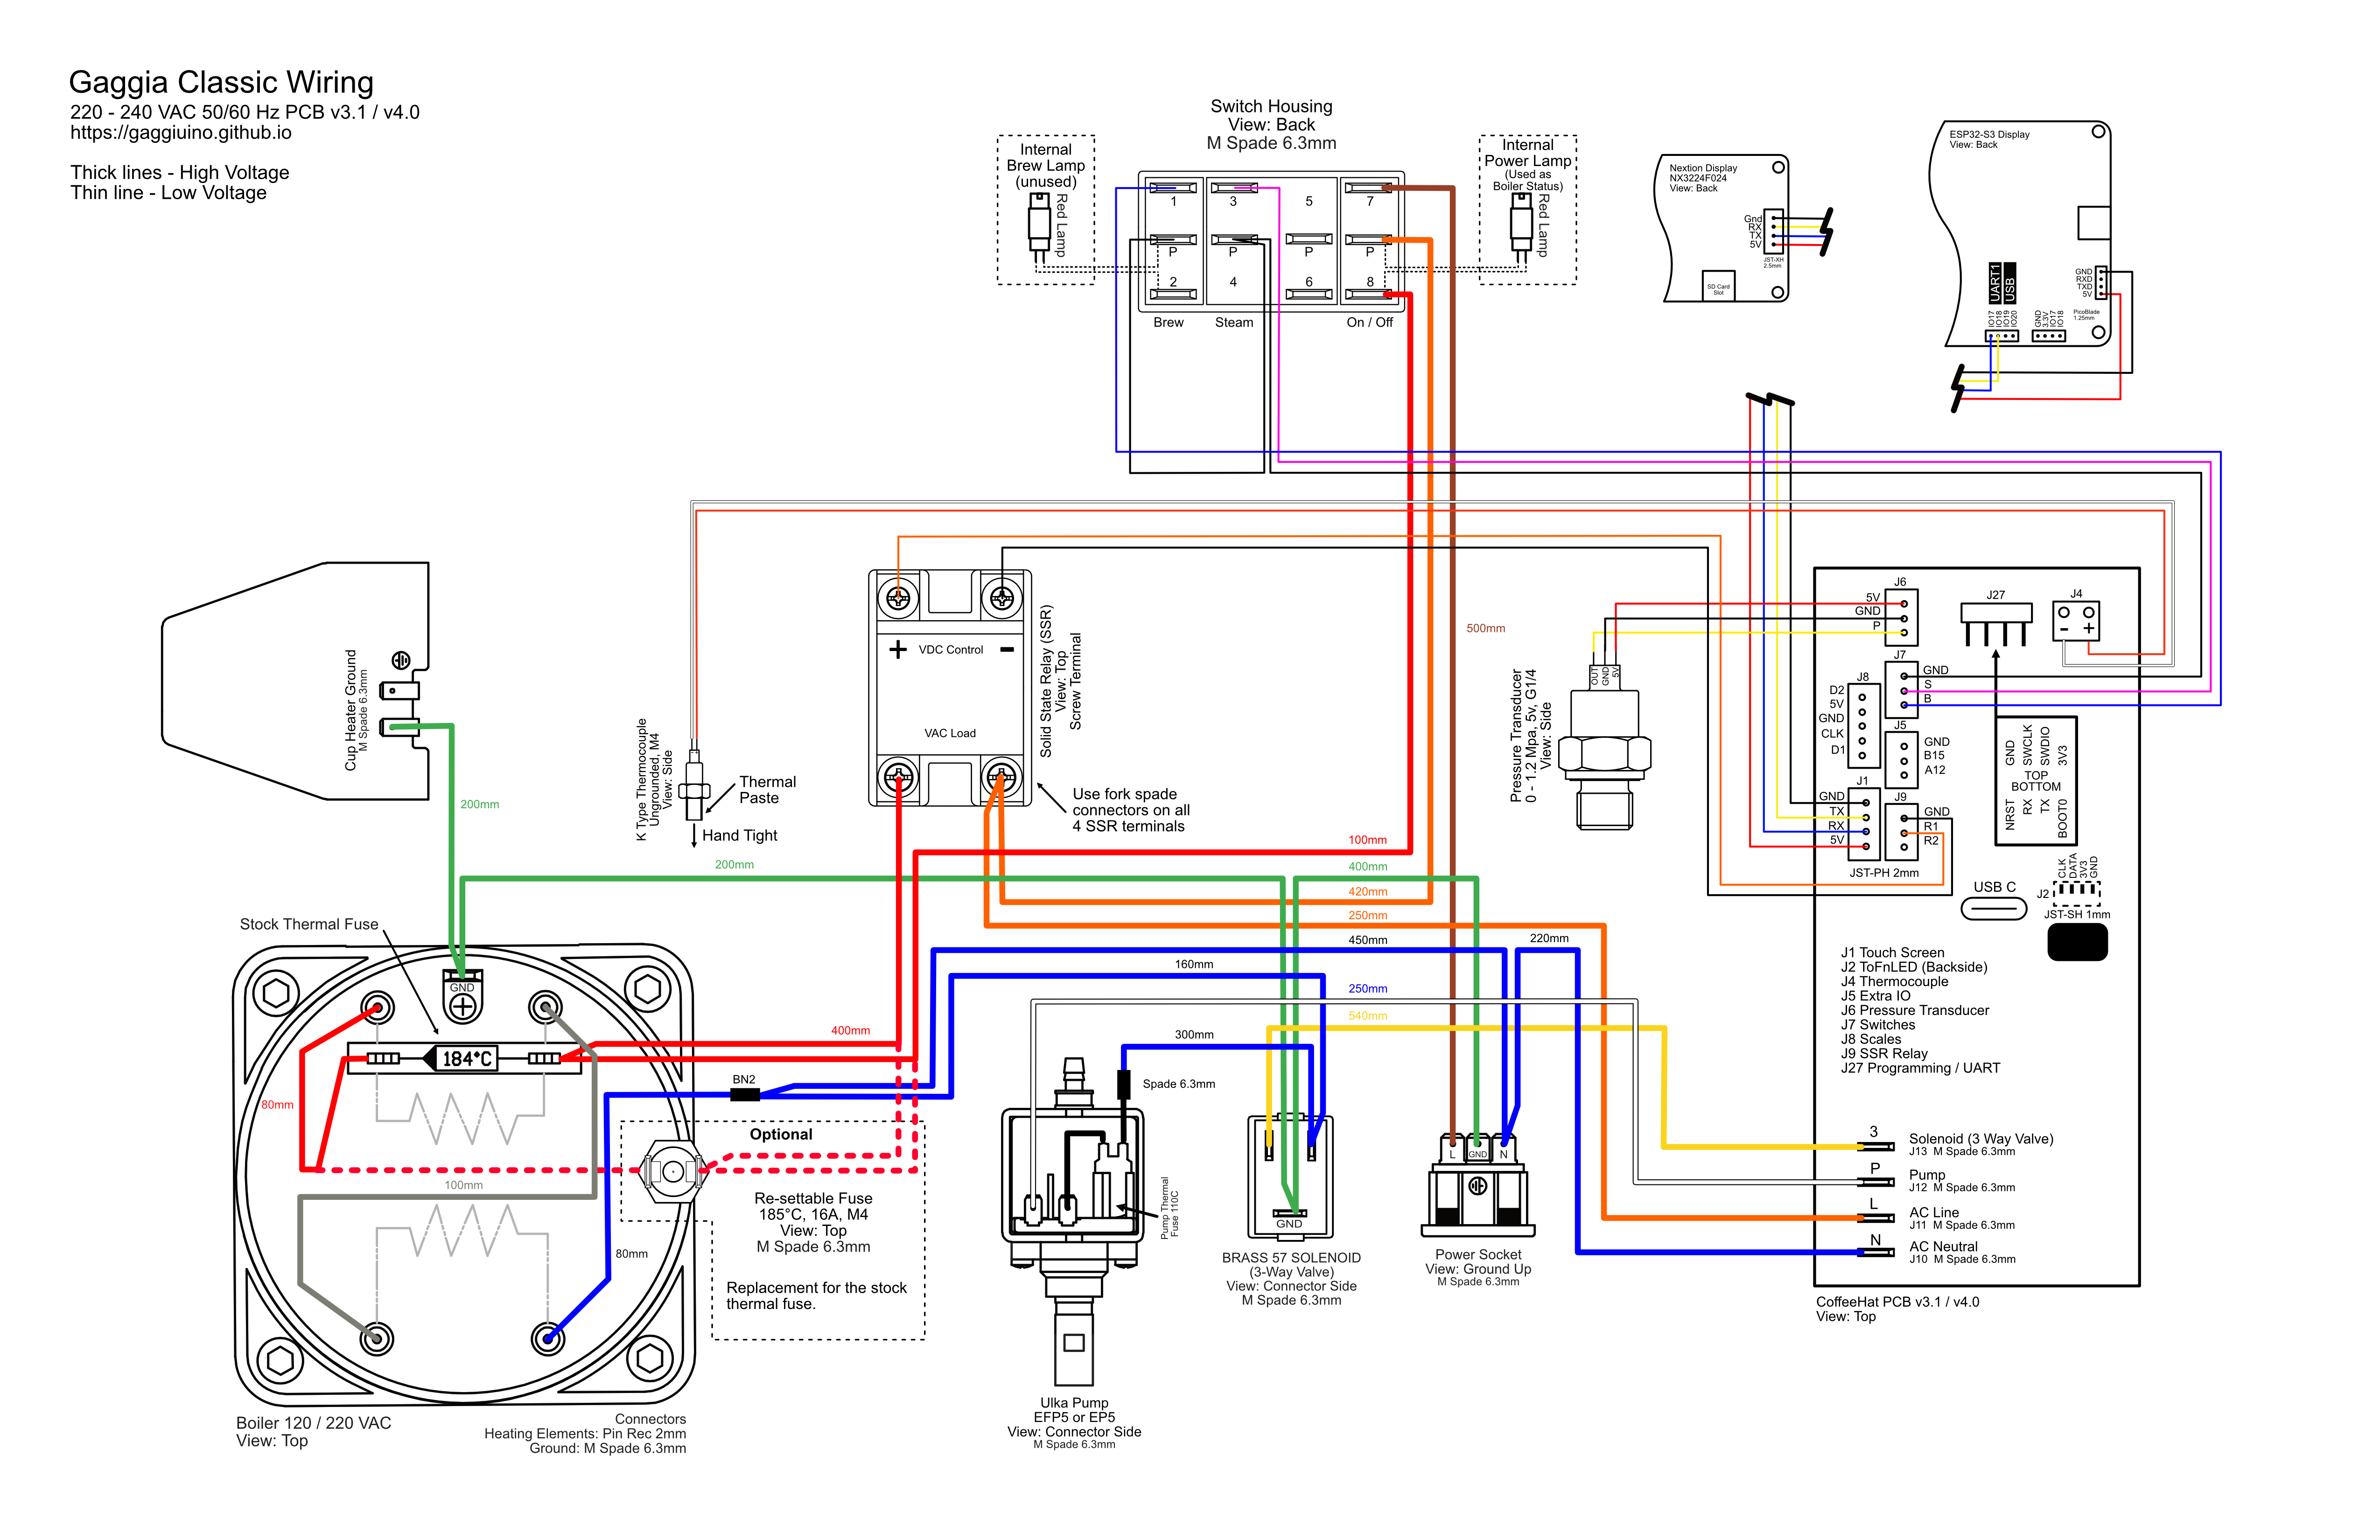 Gaggia Classic Wiring
220 - 240 VAC 50/60 Hz PCB v3.1 / v4.0
https://gaggiuino.github.io
Thick lines - High Voltage
Thin line - Low Voltage
Switch Housing
View: Back
M Spade 6.3mm
Internal
Brew Lamp
(unused)
Red Lamp
Internal
Power Lamp
(Used as
Boiler Status)
Red Lamp
1
3
5
7
P
P
P
P
2
4
6
8
Brew
Steam
On / Off
Nextion Display
NX3224F024
View: Back
Gnd
RX
TX
5V
JST-XH
2.5mm
SD Card
Slot
ESP32-S3 Display
View: Back
GND
RXD
TXD
5V
PicoBlade
1.25mm
UART1
USB
IO17
IO18
IO19
IO20
GND
3.3V
IO17
IO18
Cup Heater Ground
M Spade 6.3mm
200mm
K Type Thermocouple
Ungrounded, M4
View: Side
Thermal
Paste
Hand Tight
+ VDC Control -
VAC Load
Solid State Relay (SSR)
View: Top
Screw Terminal
Use fork spade
connectors on all
4 SSR terminals
500mm
Pressure Transducer
0 - 1.2 Mpa, 5v, G1/4
View: Side
OUT
GND
5V
J6
5V
GND
P
J27
J4
- +
J7
GND
S
B
J8
D2
5V
GND
CLK
D1
J5
GND
B15
A12
J1
GND
TX
RX
5V
J9
GND
R1
R2
JST-PH 2mm
GND
SWCLK
SWDIO
3V3
TOP
BOTTOM
NRST
RX
TX
BOOT0
USB C
J2
CLK
DATA
3V3
GND
JST-SH 1mm
J1 Touch Screen
J2 ToFnLED (Backside)
J4 Thermocouple
J5 Extra IO
J6 Pressure Transducer
J7 Switches
J8 Scales
J9 SSR Relay
J27 Programming / UART
3
Solenoid (3 Way Valve)
J13 M Spade 6.3mm
P
Pump
J12 M Spade 6.3mm
L
AC Line
J11 M Spade 6.3mm
N
AC Neutral
J10 M Spade 6.3mm
CoffeeHat PCB v3.1 / v4.0
View: Top
100mm
200mm
400mm
420mm
250mm
450mm
220mm
160mm
250mm
540mm
300mm
400mm
Stock Thermal Fuse
GND
184°C
80mm
BN2
100mm
80mm
Optional
Re-settable Fuse
185°C, 16A, M4
View: Top
M Spade 6.3mm
Replacement for the stock
thermal fuse.
Boiler 120 / 220 VAC
View: Top
Connectors
Heating Elements: Pin Rec 2mm
Ground: M Spade 6.3mm
Spade 6.3mm
Pump Thermal
Fuse 110C
Ulka Pump
EFP5 or EP5
View: Connector Side
M Spade 6.3mm
GND
BRASS 57 SOLENOID
(3-Way Valve)
View: Connector Side
M Spade 6.3mm
L
GND
N
Power Socket
View: Ground Up
M Spade 6.3mm